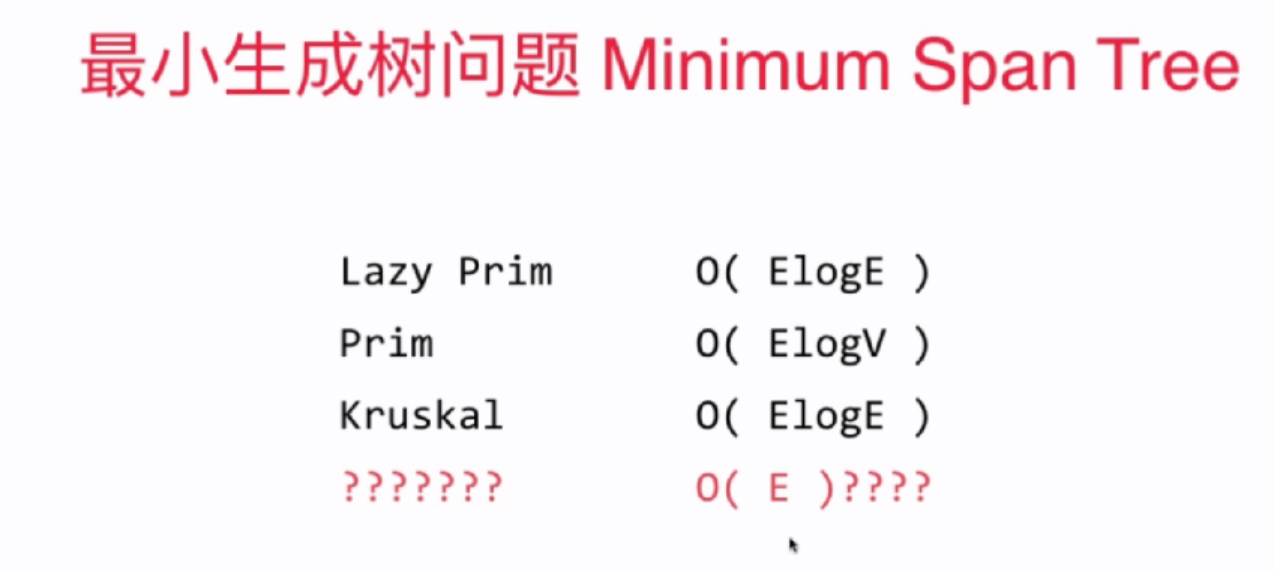 最小生成树问题 Minimum Span Tree
Lazy Prim O( ElogE )
Prim O( ElogV )
Kruskal O( ElogE )
??????? O( E )????